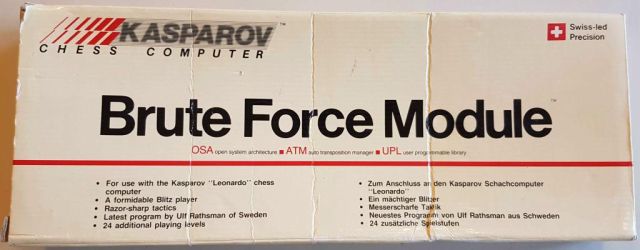 KASPAROV™
CHESS COMPUTER
Swiss-led
Precision
Brute Force Module™
OSA open system architecture ■ ATM auto transposition manager ■ UPL user programmable library
• For use with the Kasparov "Leonardo" chess
computer
• A formidable Blitz player
• Razor-sharp tactics
• Latest program by Ulf Rathsman of Sweden
• 24 additional playing levels
• Zum Anschluss an den Kasparov Schachcomputer
"Leonardo"
• Ein mächtiger Blitzer
• Messerscharfe Taktik
• Neuestes Programm von Ulf Rathsman aus Schweden
• 24 zusätzliche Spielstufen